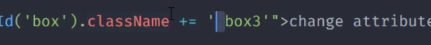 Id('box').className += ' box3'">change attribute